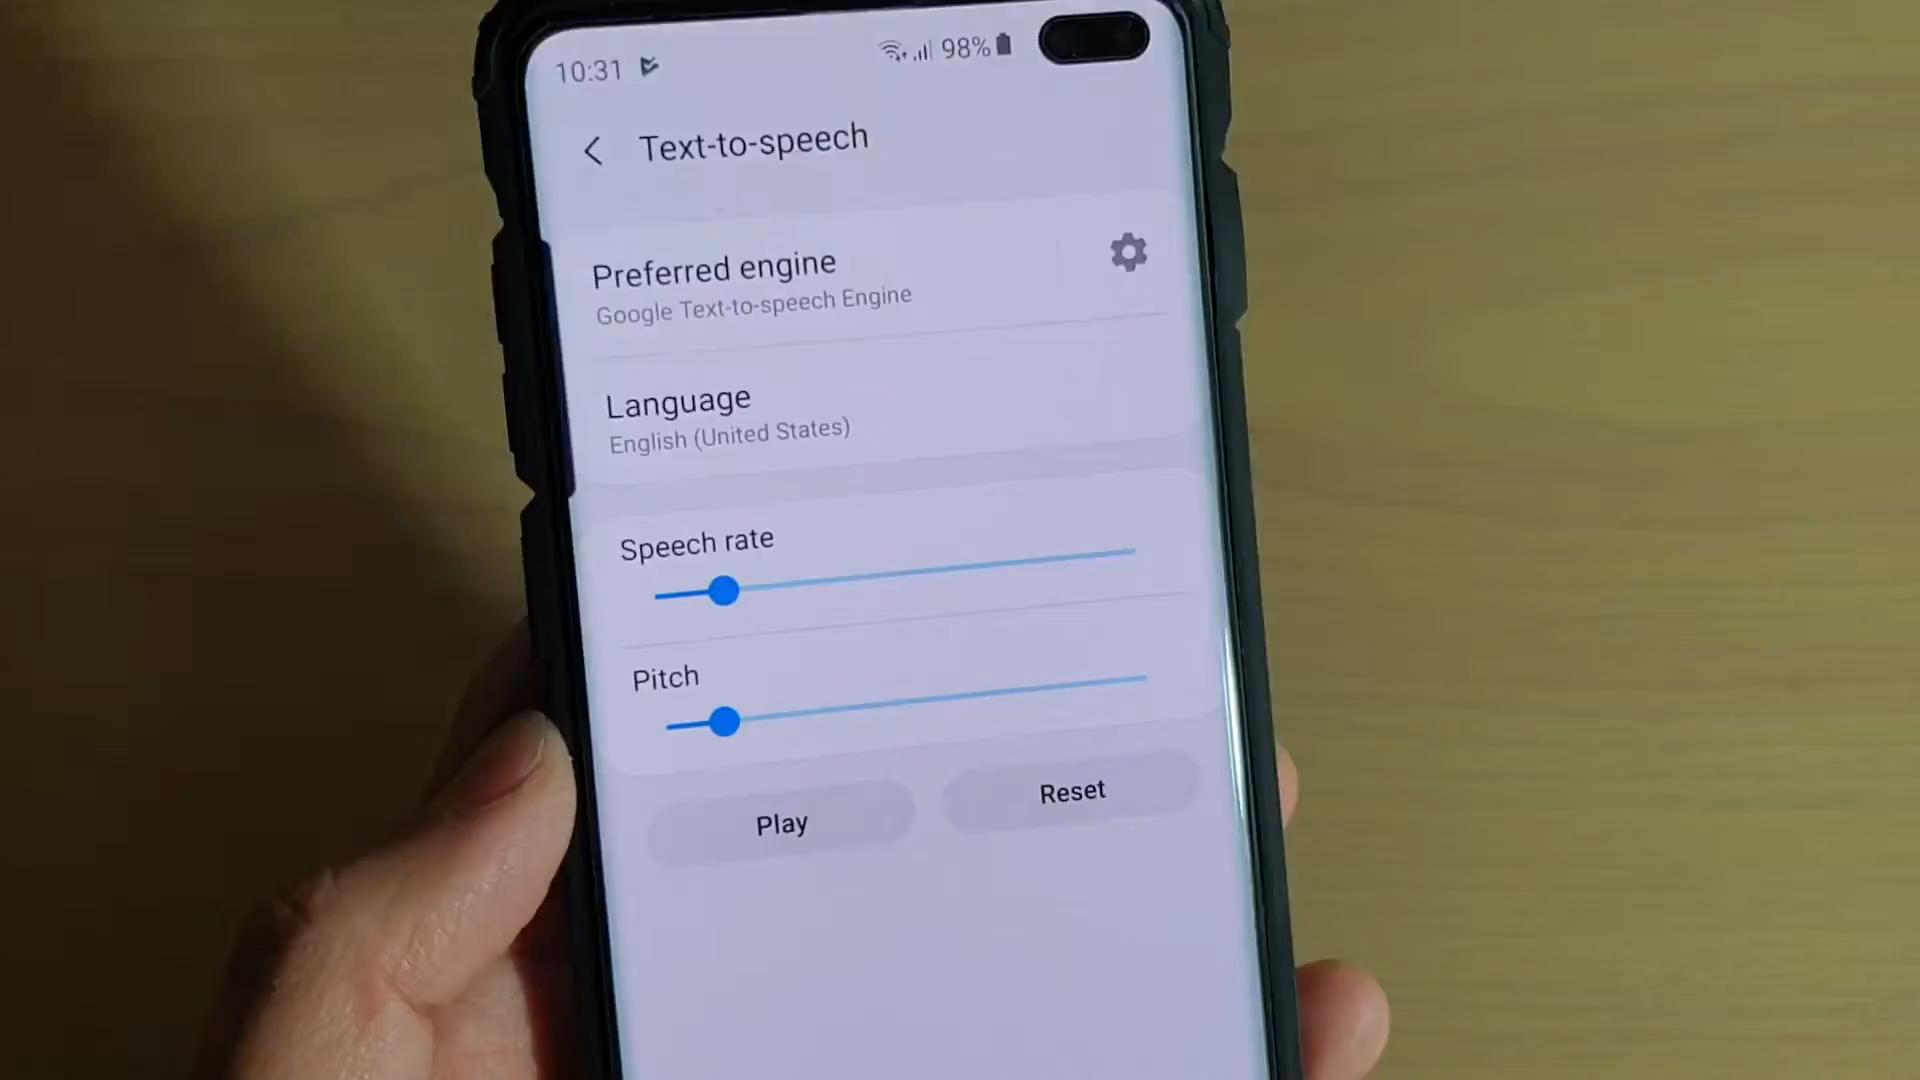 10:31 98%
Text-to-speech
Preferred engine
Google Text-to-speech Engine
Language
English (United States)
Speech rate
Pitch
Play
Reset